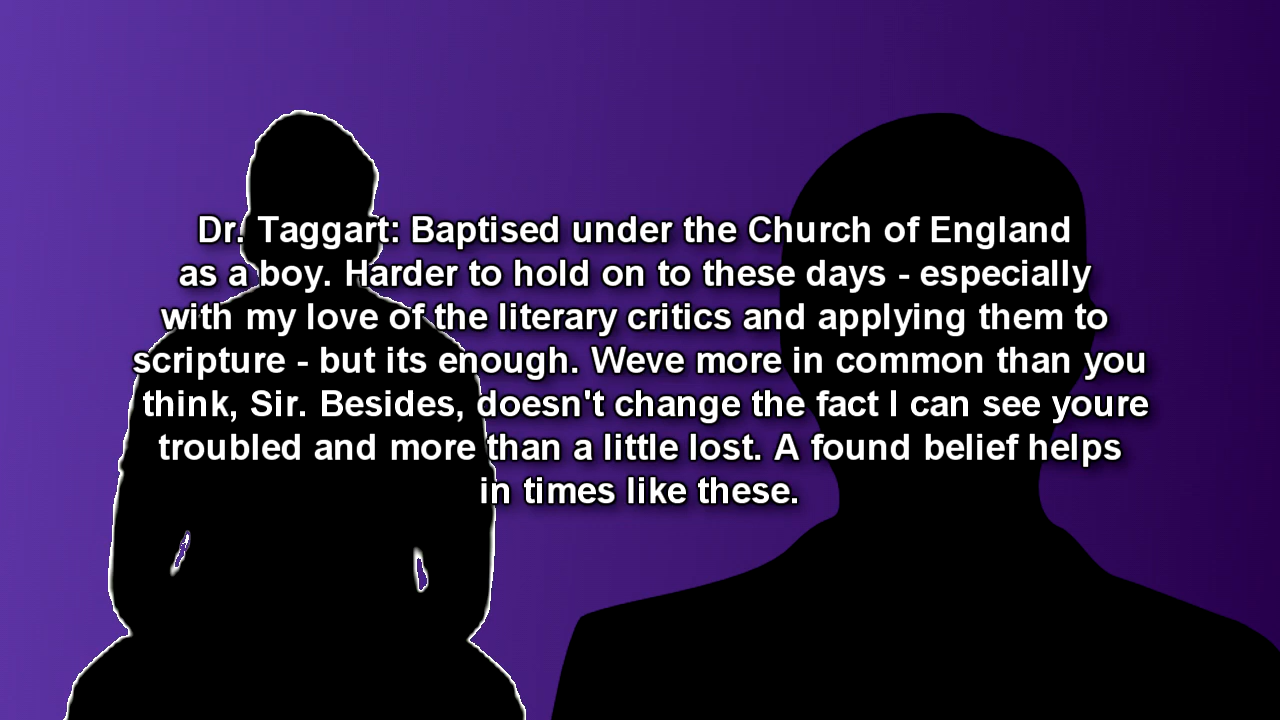 Dr. Taggart: Baptised under the Church of England
as a boy. Harder to hold on to these days - especially
with my love of the literary critics and applying them to
scripture - but its enough. Weve more in common than you
think, Sir. Besides, doesn't change the fact I can see youre
troubled and more than a little lost. A found belief helps
in times like these.